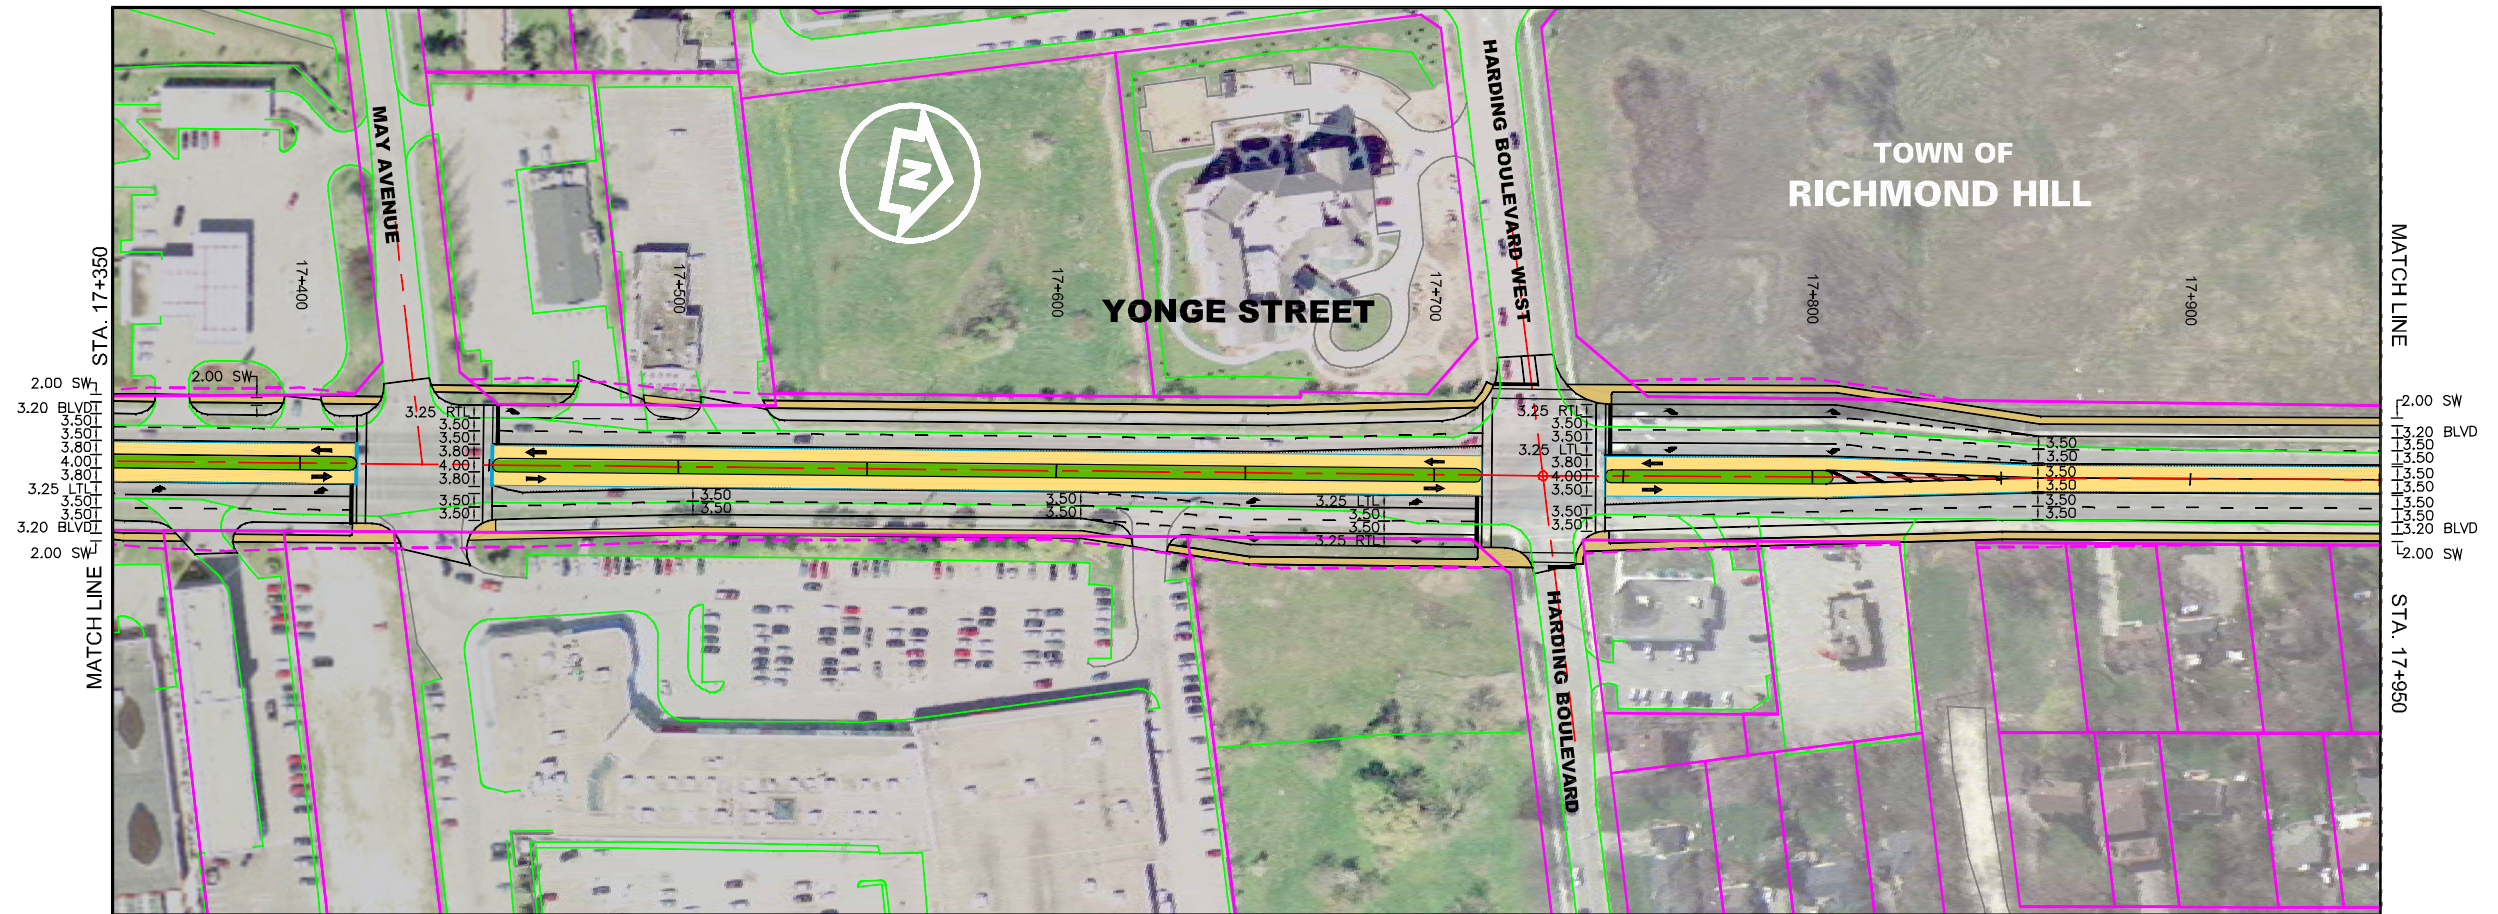 MAY AVENUE
HARDING BOULEVARD WEST
TOWN OF
RICHMOND HILL
N
YONGE STREET
17+400
17+500
17+600
17+700
17+800
17+900
STA. 17+350
MATCH LINE
MATCH LINE
STA. 17+950
HARDING BOULEVARD
2.00 SW
3.20 BLVD
3.50
3.50
3.80
4.00
3.80
3.25 LTL
3.50
3.50
3.20 BLVD
2.00 SW
2.00 SW
3.25 RTL
3.50
3.50
3.80
4.00
3.80
3.50
3.50
3.50
3.50
3.50
3.50
3.25 LTL
3.50
3.50
3.25 RTL
3.25 RTL
3.50
3.50
3.25 LTL
3.80
4.00
3.50
3.50
3.50
3.50
3.50
3.50
3.50
3.50
3.50
2.00 SW
3.20 BLVD
3.50
3.50
3.50
3.50
3.50
3.50
3.20 BLVD
2.00 SW